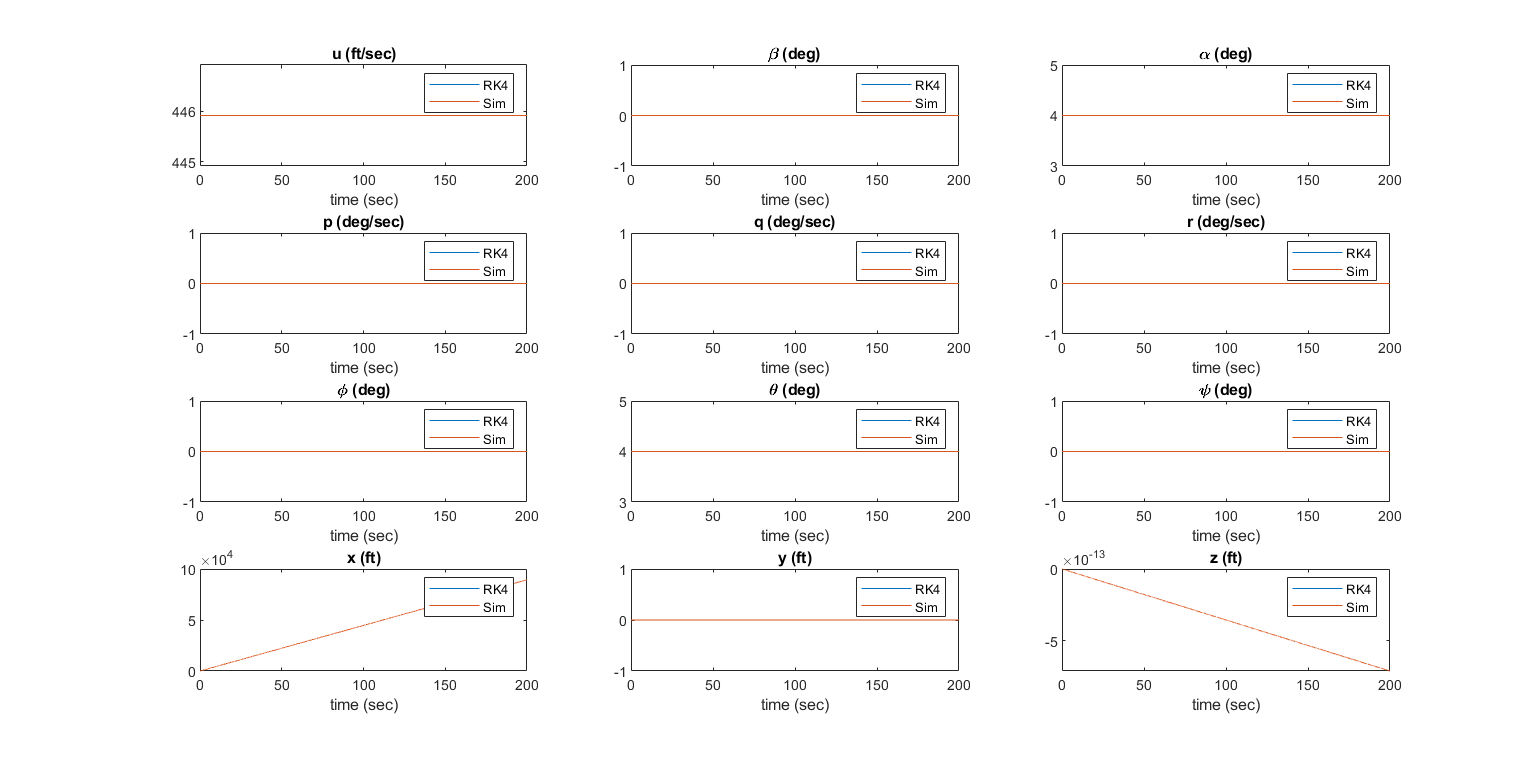 u (ft/sec)
446
445
RK4
Sim
0 50 100 150 200
time (sec)
β (deg)
1
0
-1
RK4
Sim
0 50 100 150 200
time (sec)
α (deg)
5
4
3
RK4
Sim
0 50 100 150 200
time (sec)
p (deg/sec)
1
0
-1
RK4
Sim
0 50 100 150 200
time (sec)
q (deg/sec)
1
0
-1
RK4
Sim
0 50 100 150 200
time (sec)
r (deg/sec)
1
0
-1
RK4
Sim
0 50 100 150 200
time (sec)
ϕ (deg)
1
0
-1
RK4
Sim
0 50 100 150 200
time (sec)
θ (deg)
5
4
3
RK4
Sim
0 50 100 150 200
time (sec)
ψ (deg)
1
0
-1
RK4
Sim
0 50 100 150 200
time (sec)
x (ft)
×10^4
10
5
0
RK4
Sim
0 50 100 150 200
time (sec)
y (ft)
1
0
-1
RK4
Sim
0 50 100 150 200
time (sec)
z (ft)
×10^-13
0
-5
RK4
Sim
0 50 100 150 200
time (sec)